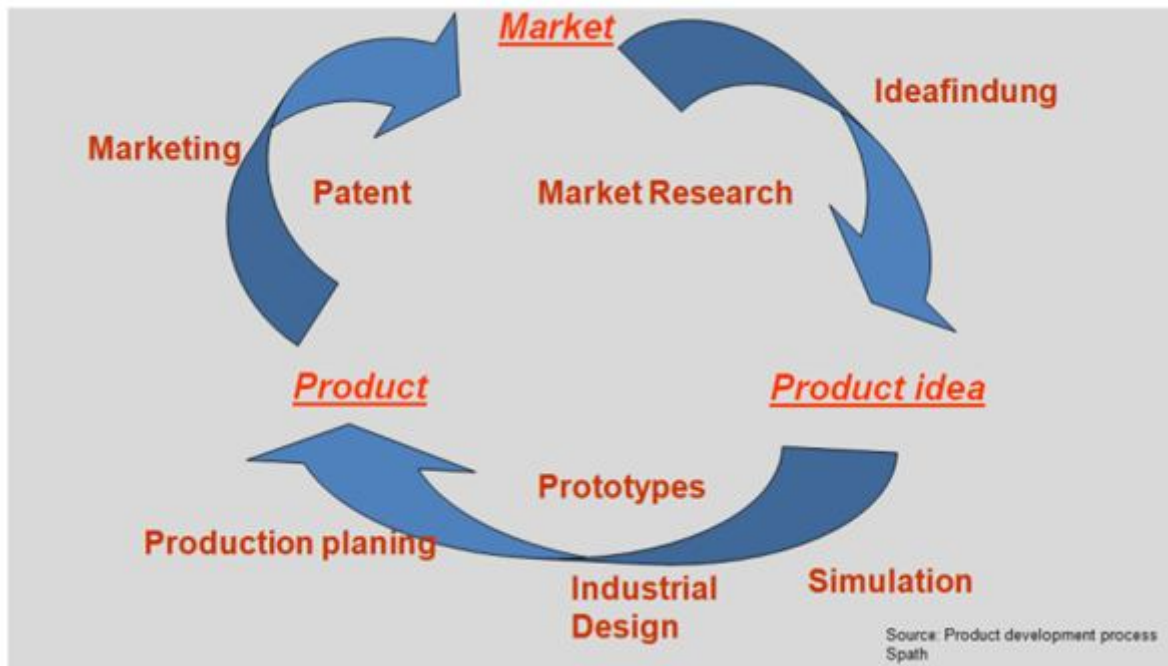 Market
Ideafindung
Marketing
Patent
Market Research
Product
Product idea
Prototypes
Production planing
Industrial
Design
Simulation
Source: Product development process
Spath